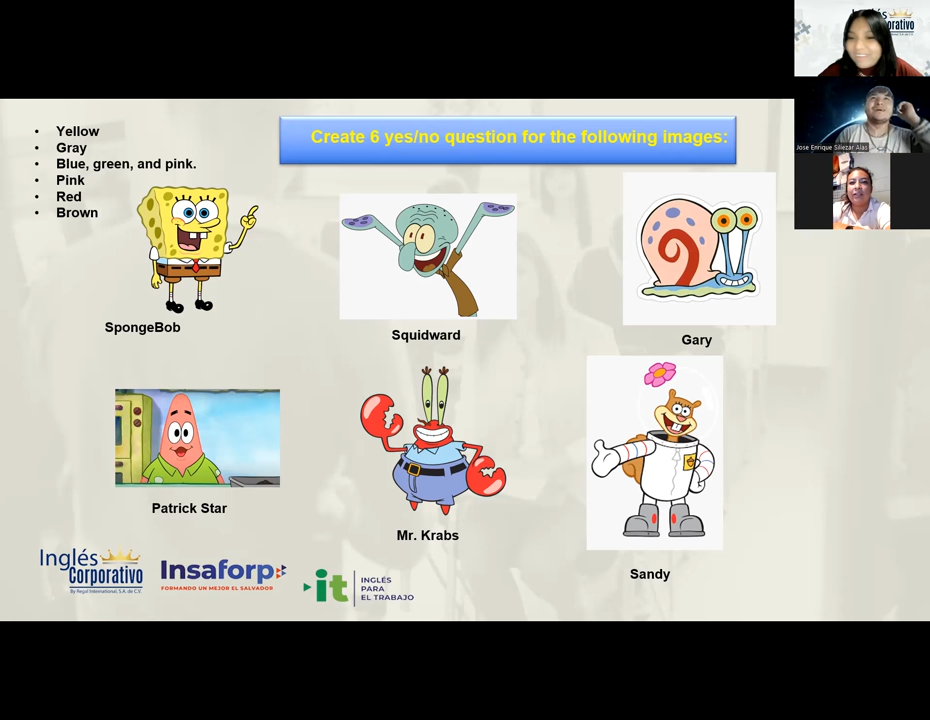 Create 6 yes/no question for the following images:
• Yellow
• Gray
• Blue, green, and pink.
• Pink
• Red
• Brown
SpongeBob
Squidward
Gary
Patrick Star
Mr. Krabs
Sandy
Inglés
Corporativo
By Regal International, S.A. de C.V.
Insaforp
FORMANDO UN MEJOR EL SALVADOR
it
INGLÉS
PARA
EL TRABAJO
Jose Enrique Siliezar Alas